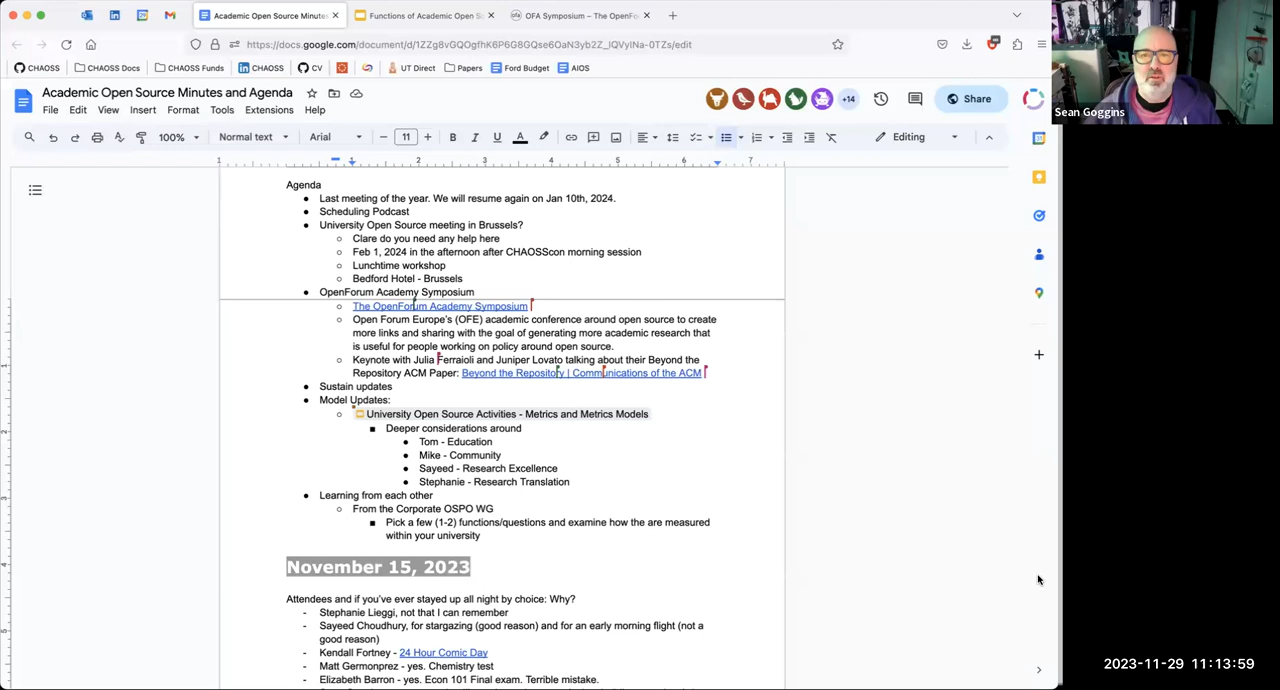 Academic Open Source Minutes
Functions of Academic Open S
OFA Symposium – The OpenFo
https://docs.google.com/document/d/1ZZg8vGQOgfhK6P6G8GQse6OaN3yb2Z_lQVyINa-0TZs/edit
CHAOSS
CHAOSS Docs
CHAOSS Funds
CHAOSS
CV
UT Direct
Papers
Ford Budget
AIOS
Academic Open Source Minutes and Agenda
File Edit View Insert Format Tools Extensions Help
+14
Share
100%
Normal text
Arial
11
Editing
1 1 2 3 4 5 6 7
Agenda
● Last meeting of the year. We will resume again on Jan 10th, 2024.
● Scheduling Podcast
● University Open Source meeting in Brussels?
○ Clare do you need any help here
○ Feb 1, 2024 in the afternoon after CHAOSScon morning session
○ Lunchtime workshop
○ Bedford Hotel - Brussels
● OpenForum Academy Symposium
○ The OpenForum Academy Symposium
○ Open Forum Europe's (OFE) academic conference around open source to create
more links and sharing with the goal of generating more academic research that
is useful for people working on policy around open source.
○ Keynote with Julia Ferraioli and Juniper Lovato talking about their Beyond the
Repository ACM Paper: Beyond the Repository | Communications of the ACM
● Sustain updates
● Model Updates:
○ University Open Source Activities - Metrics and Metrics Models
■ Deeper considerations around
● Tom - Education
● Mike - Community
● Sayeed - Research Excellence
● Stephanie - Research Translation
● Learning from each other
○ From the Corporate OSPO WG
■ Pick a few (1-2) functions/questions and examine how the are measured
within your university
November 15, 2023
Attendees and if you've ever stayed up all night by choice: Why?
- Stephanie Lieggi, not that I can remember
- Sayeed Choudhury, for stargazing (good reason) and for an early morning flight (not a
good reason)
- Kendall Fortney - 24 Hour Comic Day
- Matt Germonprez - yes. Chemistry test
- Elizabeth Barron - yes. Econ 101 Final exam. Terrible mistake.
Sean Goggins
2023-11-29 11:13:59